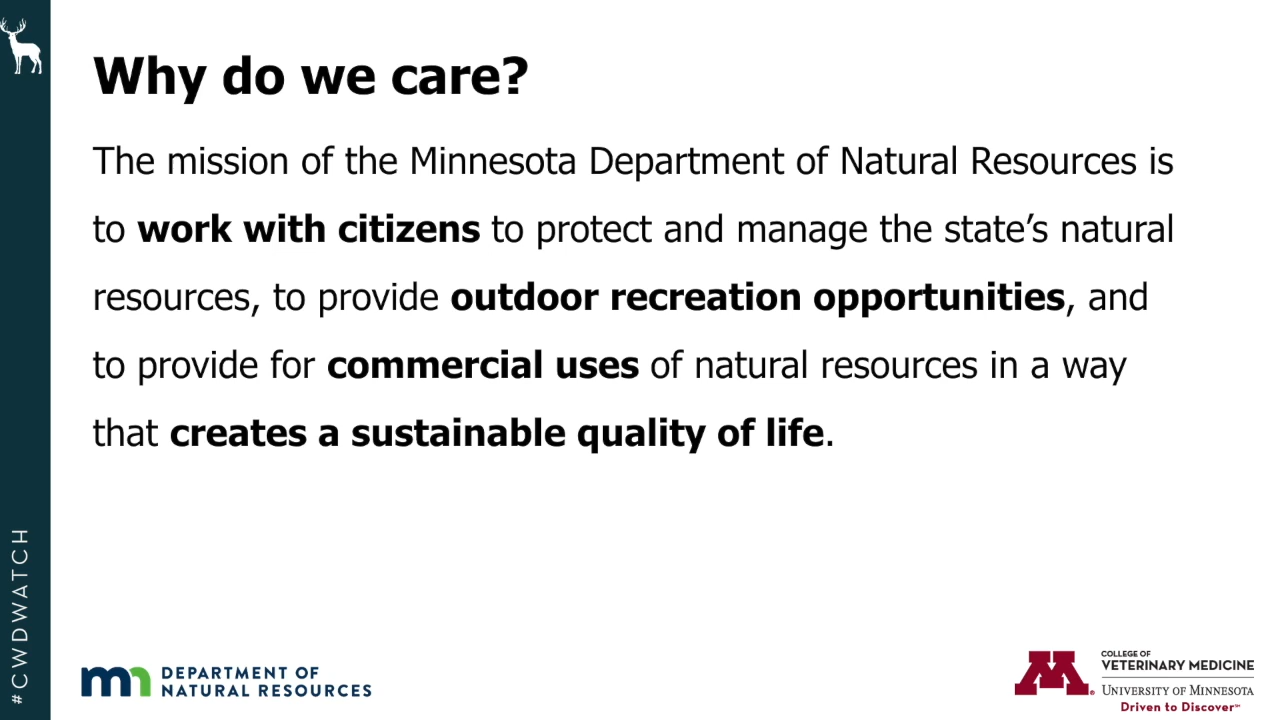 Why do we care?
The mission of the Minnesota Department of Natural Resources is
to work with citizens to protect and manage the state’s natural
resources, to provide outdoor recreation opportunities, and
to provide for commercial uses of natural resources in a way
that creates a sustainable quality of life.
#CWDWATCH
mn DEPARTMENT OF
NATURAL RESOURCES
M®
COLLEGE OF
VETERINARY MEDICINE
UNIVERSITY OF MINNESOTA
Driven to Discover℠